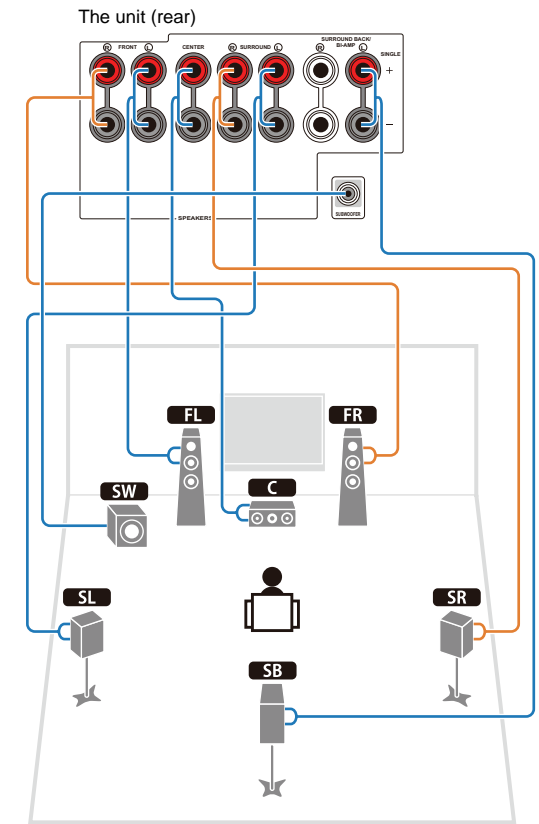 The unit (rear)
SURROUND BACK/
BI-AMP
R FRONT L CENTER R SURROUND L R L SINGLE
+
–
SPEAKERS
SUBWOOFER
FL FR
SW C
SL SR
SB